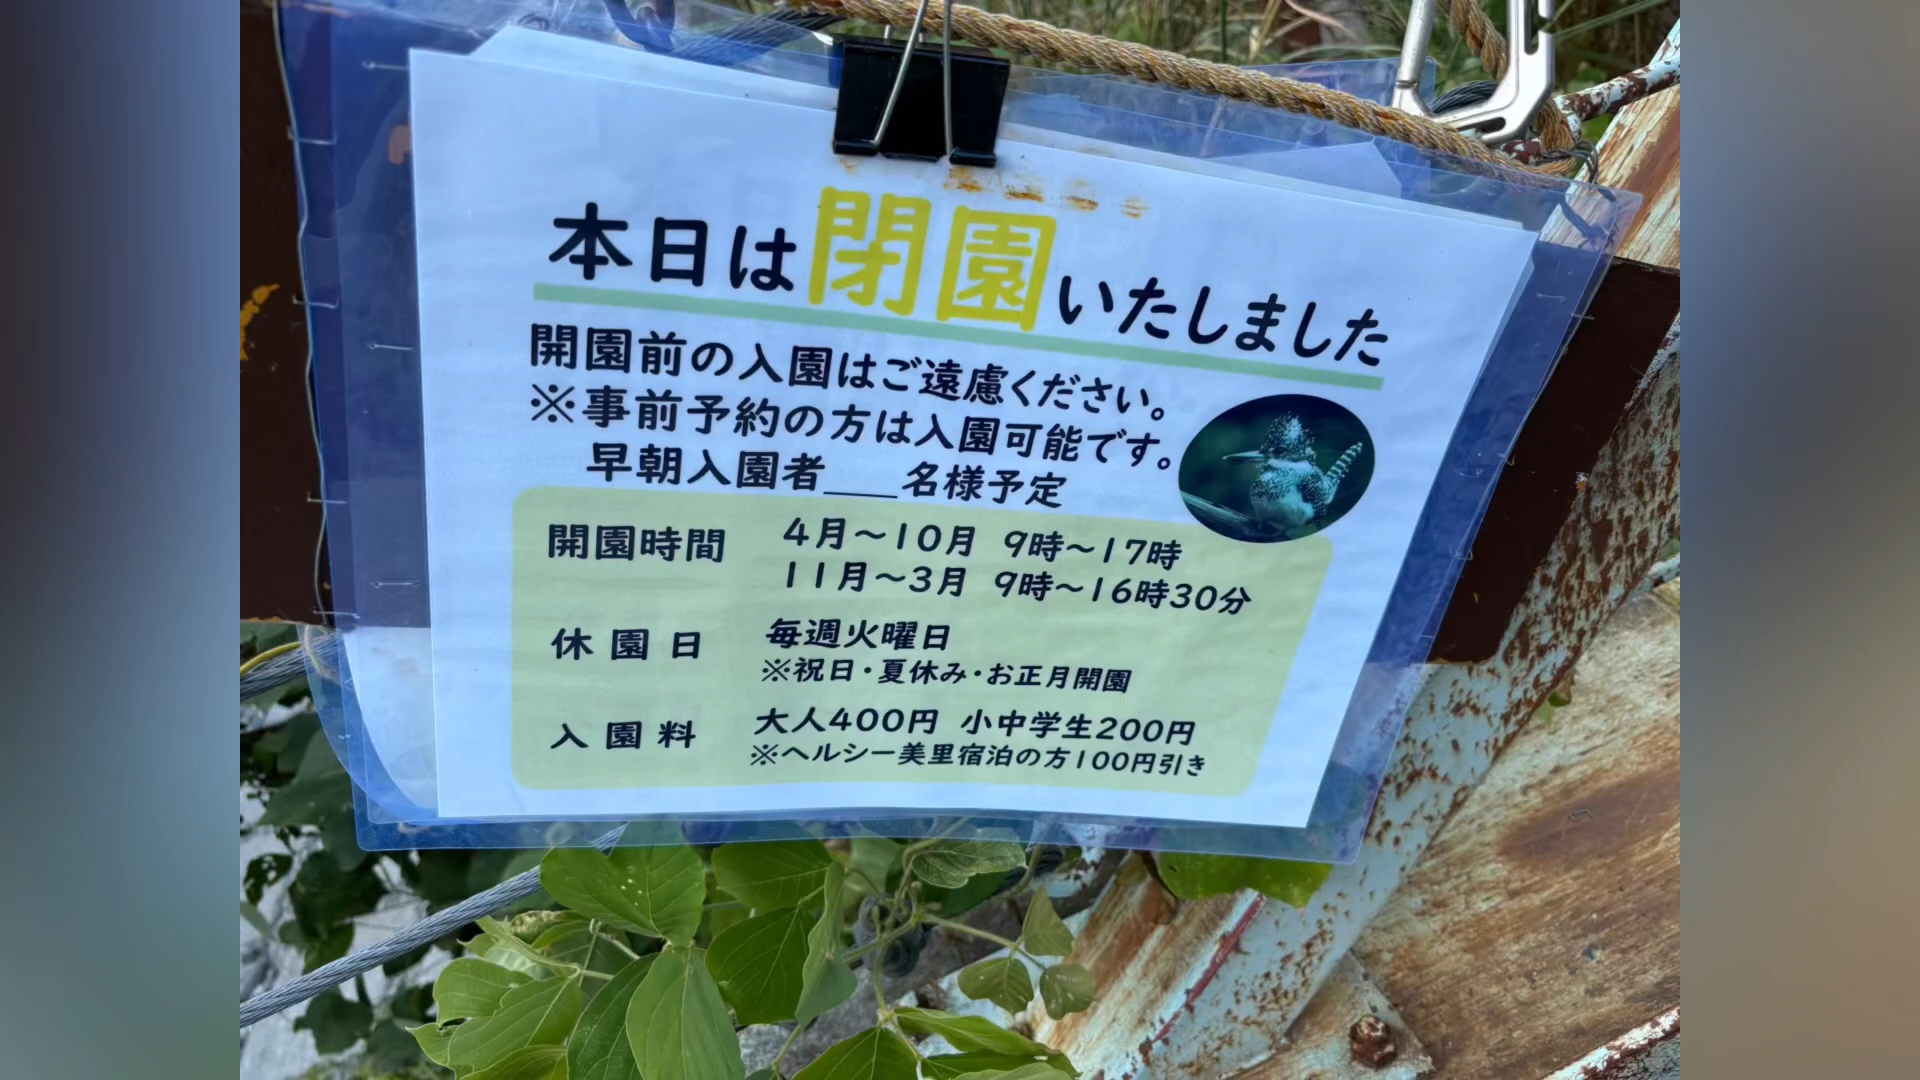 本日は閉園いたしました
開園前の入園はご遠慮ください。
※事前予約の方は入園可能です。
早朝入園者___名様予定
開園時間 4月～10月 9時～17時
11月～3月 9時～16時30分
休園日 毎週火曜日
※祝日・夏休み・お正月開園
入園料 大人400円 小中学生200円
※ヘルシー美里宿泊の方100円引き